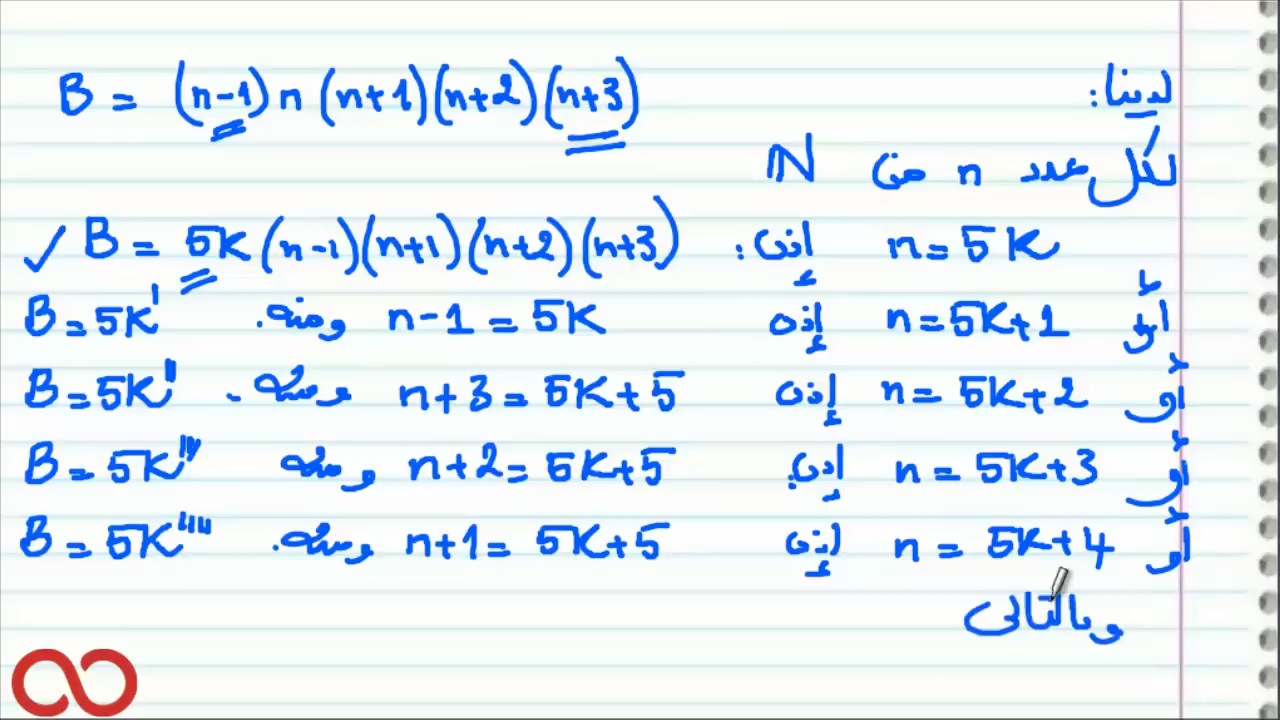 لدينا: B = (n-1) n (n+1)(n+2)(n+3)
لكل عدد n من ℕ
n = 5K إذن: B = 5K (n-1)(n+1)(n+2)(n+3) ✓
أو n = 5K+1 إذن n-1 = 5K ومنه. B = 5K'
أو n = 5K+2 إذن n+3 = 5K+5 ومنه. B = 5K''
أو n = 5K+3 إذن n+2 = 5K+5 ومنه B = 5K'''
أو n = 5K+4 إذن n+1 = 5K+5 ومنه. B = 5K''''
وبالتالي